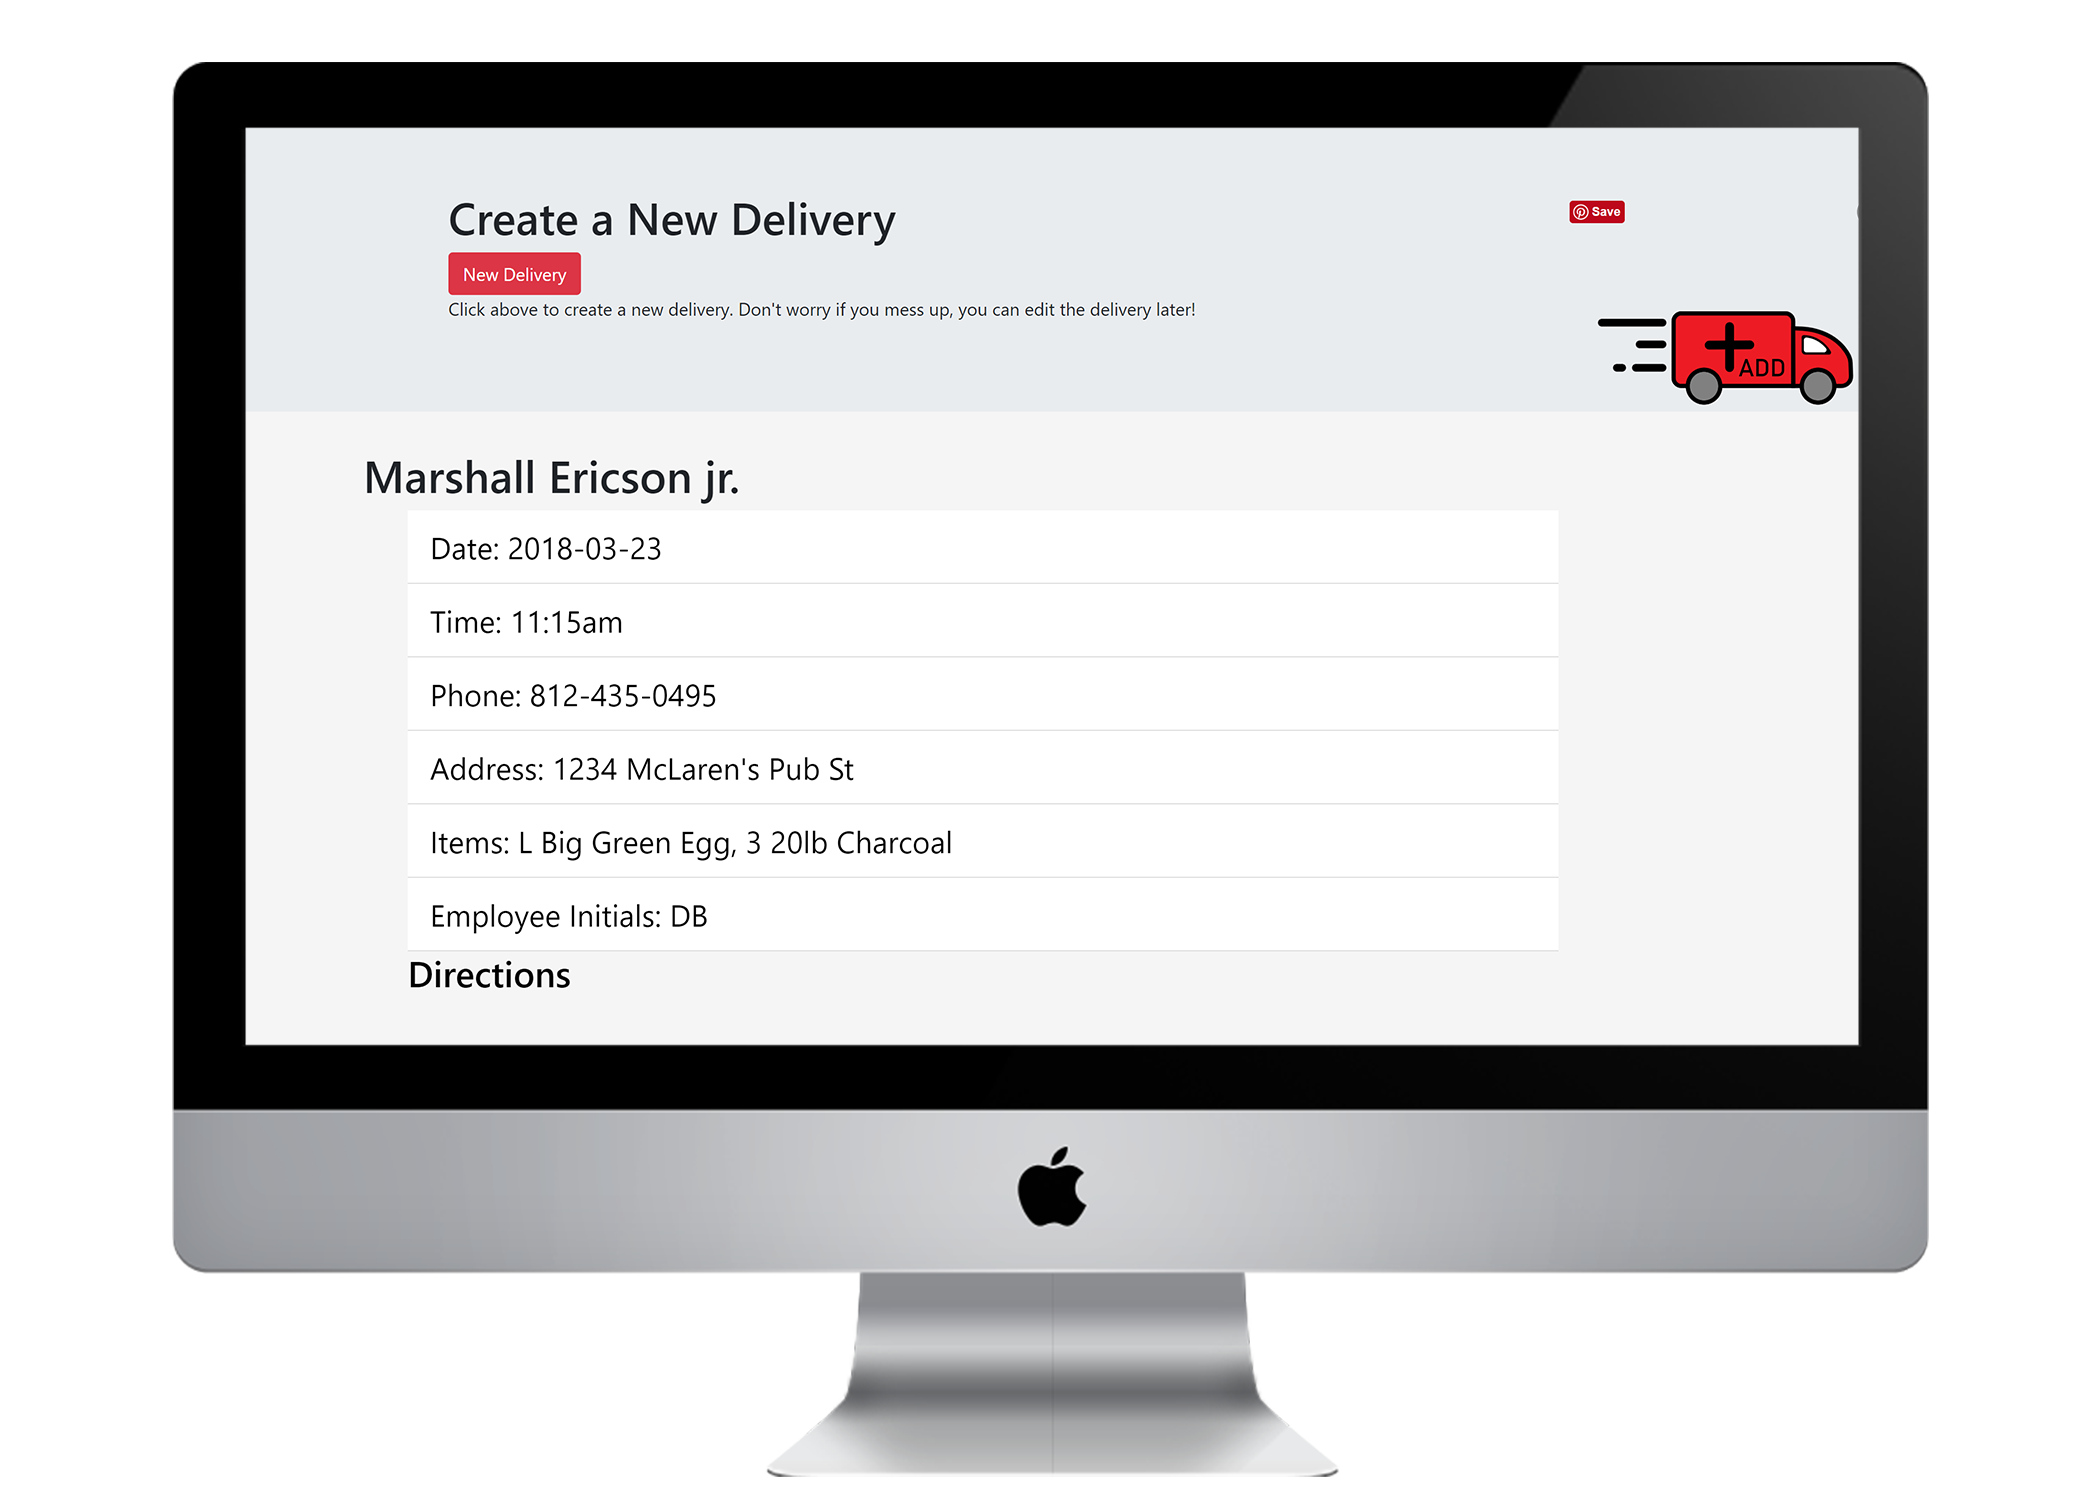 Create a New Delivery
Save
New Delivery
Click above to create a new delivery. Don't worry if you mess up, you can edit the delivery later!
ADD
Marshall Ericson jr.
Date: 2018-03-23
Time: 11:15am
Phone: 812-435-0495
Address: 1234 McLaren's Pub St
Items: L Big Green Egg, 3 20lb Charcoal
Employee Initials: DB
Directions